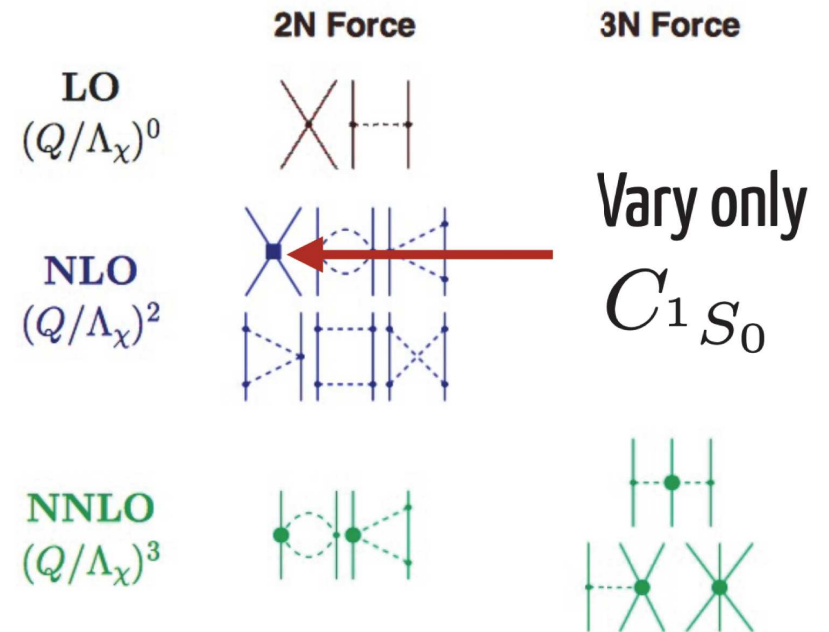 2N Force
3N Force
LO
(Q/Λχ)⁰
NLO
(Q/Λχ)²
Vary only
C₁S₀
NNLO
(Q/Λχ)³